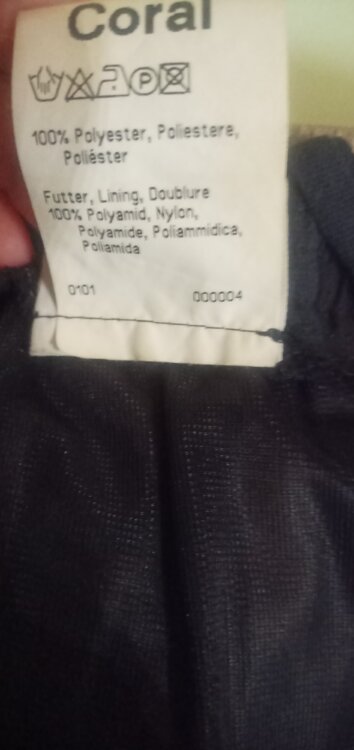 Coral
P
100% Polyester, Poliestere,
Poliéster
Futter, Lining, Doublure
100% Polyamid, Nylon,
Polyamide, Poliammidica,
Poliamida
0101 000004